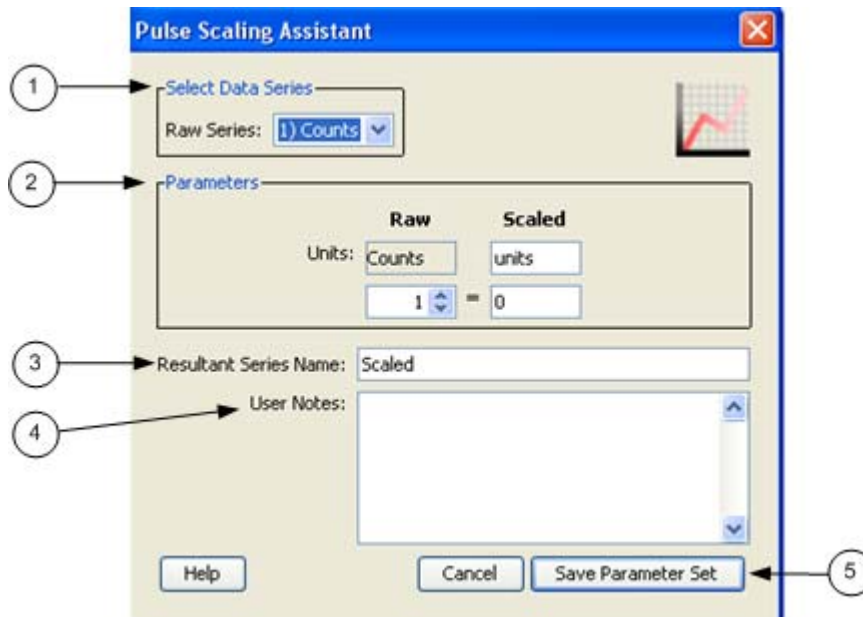 Pulse Scaling Assistant
1
Select Data Series
Raw Series: 1) Counts
2
Parameters
Raw Scaled
Units: Counts units
1 = 0
3
Resultant Series Name: Scaled
4
User Notes:
Help Cancel Save Parameter Set
5